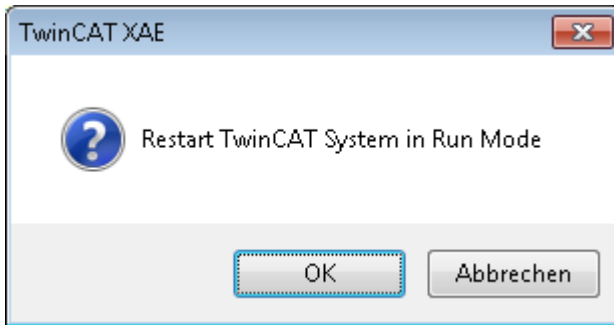 TwinCAT XAE
Restart TwinCAT System in Run Mode
OK
Abbrechen